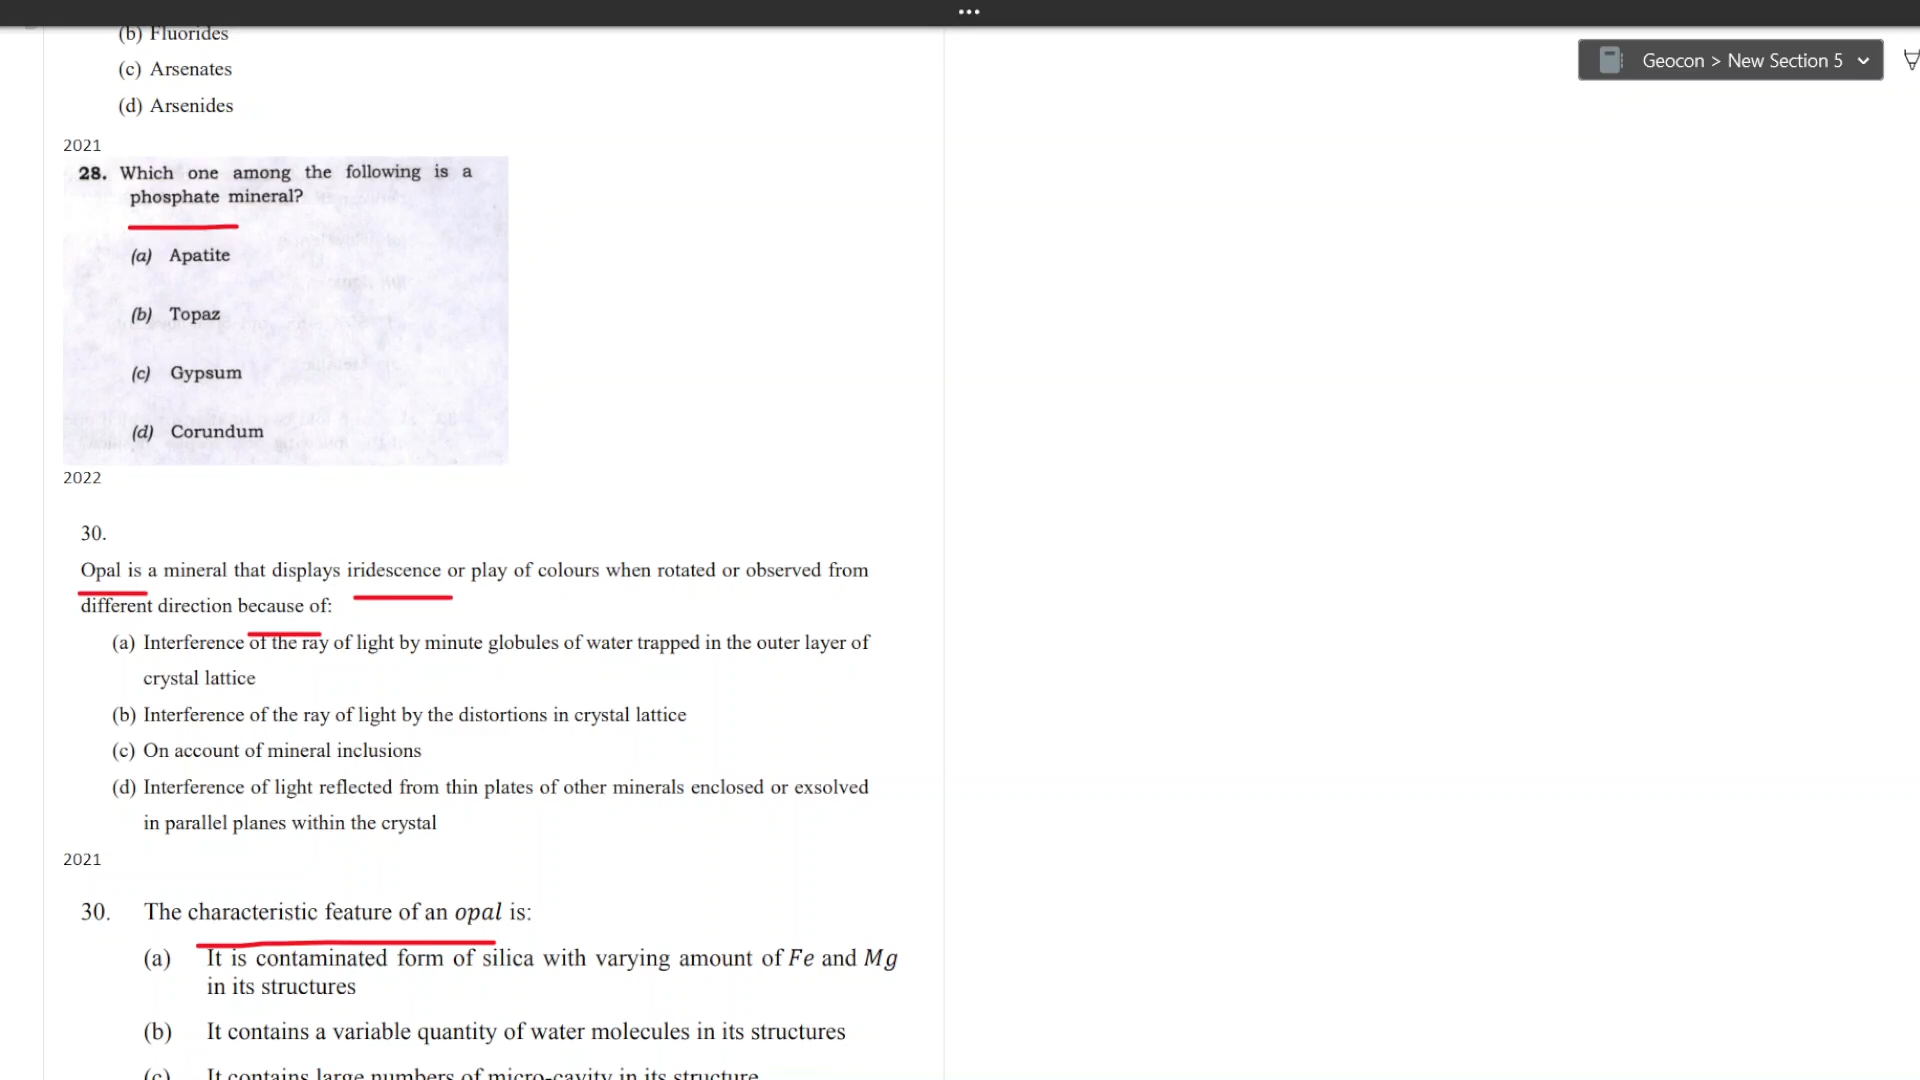 ...
(b) Fluorides
Geocon > New Section 5
(c) Arsenates
(d) Arsenides
2021
28. Which one among the following is a
phosphate mineral?
(a) Apatite
(b) Topaz
(c) Gypsum
(d) Corundum
2022
30.
Opal is a mineral that displays iridescence or play of colours when rotated or observed from
different direction because of:
(a) Interference of the ray of light by minute globules of water trapped in the outer layer of
crystal lattice
(b) Interference of the ray of light by the distortions in crystal lattice
(c) On account of mineral inclusions
(d) Interference of light reflected from thin plates of other minerals enclosed or exsolved
in parallel planes within the crystal
2021
30. The characteristic feature of an opal is:
(a) It is contaminated form of silica with varying amount of Fe and Mg
in its structures
(b) It contains a variable quantity of water molecules in its structures
(c) It contains large numbers of micro-cavity in its structure